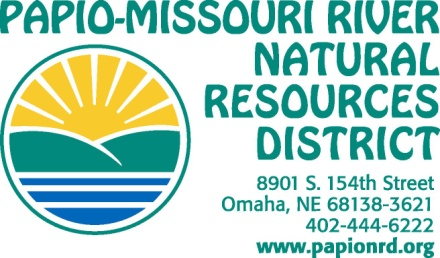 PAPIO-MISSOURI RIVER
NATURAL
RESOURCES
DISTRICT
8901 S. 154th Street
Omaha, NE 68138-3621
402-444-6222
www.papionrd.org